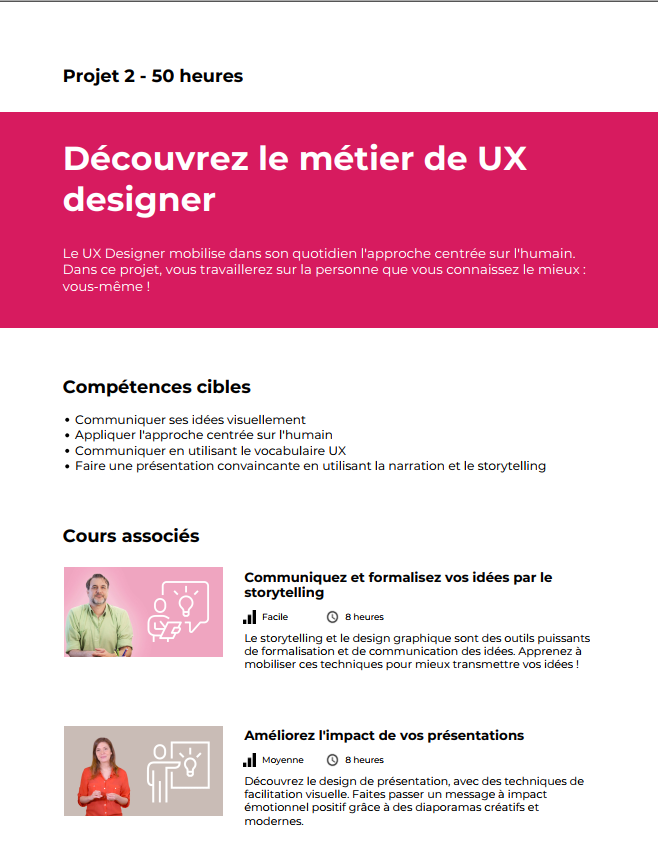 Projet 2 - 50 heures
Découvrez le métier de UX
designer
Le UX Designer mobilise dans son quotidien l'approche centrée sur l'humain.
Dans ce projet, vous travaillerez sur la personne que vous connaissez le mieux :
vous-même !
Compétences cibles
• Communiquer ses idées visuellement
• Appliquer l'approche centrée sur l'humain
• Communiquer en utilisant le vocabulaire UX
• Faire une présentation convaincante en utilisant la narration et le storytelling
Cours associés
Communiquez et formalisez vos idées par le
storytelling
Facile 8 heures
Le storytelling et le design graphique sont des outils puissants
de formalisation et de communication des idées. Apprenez à
mobiliser ces techniques pour mieux transmettre vos idées !
Améliorez l'impact de vos présentations
Moyenne 8 heures
Découvrez le design de présentation, avec des techniques de
facilitation visuelle. Faites passer un message à impact
émotionnel positif grâce à des diaporamas créatifs et
modernes.